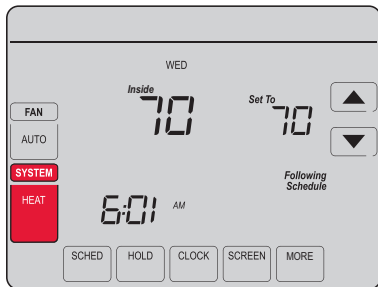 WED
Inside
70
Set To
70
FAN
AUTO
SYSTEM
HEAT
Following
Schedule
6:01 AM
SCHED HOLD CLOCK SCREEN MORE